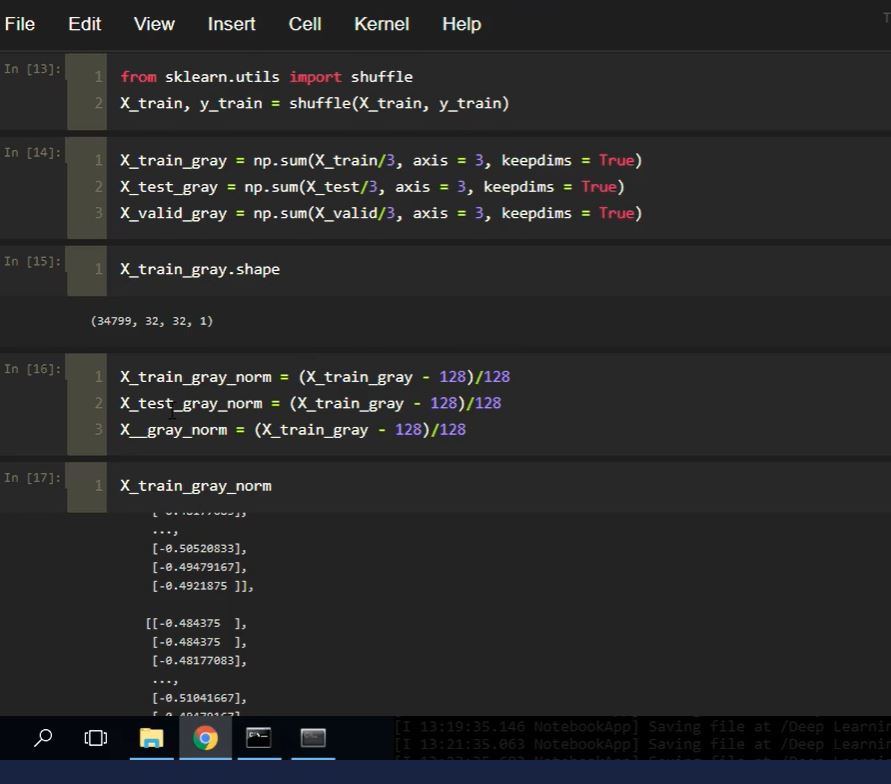 File Edit View Insert Cell Kernel Help
In [13]:
1 from sklearn.utils import shuffle
2 X_train, y_train = shuffle(X_train, y_train)
In [14]:
1 X_train_gray = np.sum(X_train/3, axis = 3, keepdims = True)
2 X_test_gray = np.sum(X_test/3, axis = 3, keepdims = True)
3 X_valid_gray = np.sum(X_valid/3, axis = 3, keepdims = True)
In [15]:
1 X_train_gray.shape
(34799, 32, 32, 1)
In [16]:
1 X_train_gray_norm = (X_train_gray - 128)/128
2 X_test_gray_norm = (X_train_gray - 128)/128
3 X__gray_norm = (X_train_gray - 128)/128
In [17]:
1 X_train_gray_norm
...,
[-0.50520833],
[-0.49479167],
[-0.4921875 ]],
[[-0.484375  ],
[-0.484375  ],
[-0.48177083],
...,
[-0.51041667],
[I 13:19:35.146 NotebookApp] Saving file at /Deep Learnin
[I 13:21:35.063 NotebookApp] Saving file at /Deep Learnin